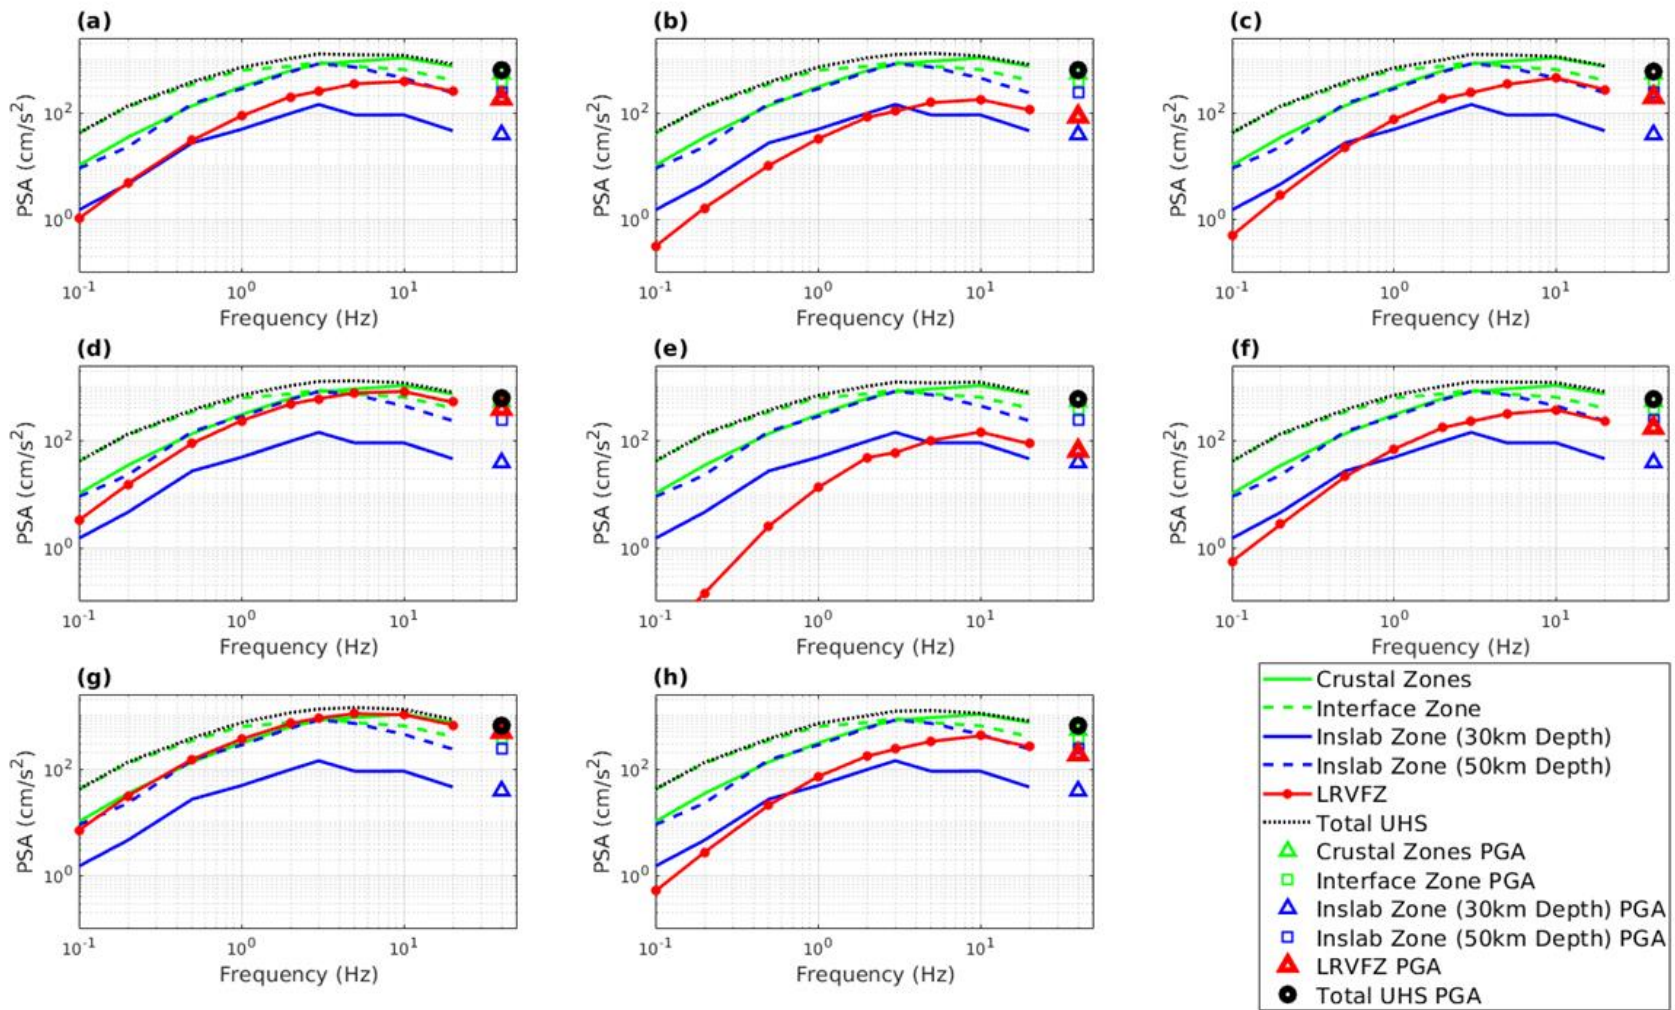 (a)
(b)
(c)
PSA (cm/s²)
10²
10⁰
10⁻¹ 10⁰ 10¹
Frequency (Hz)
PSA (cm/s²)
10²
10⁰
10⁻¹ 10⁰ 10¹
Frequency (Hz)
PSA (cm/s²)
10²
10⁰
10⁻¹ 10⁰ 10¹
Frequency (Hz)
(d)
(e)
(f)
PSA (cm/s²)
10²
10⁰
10⁻¹ 10⁰ 10¹
Frequency (Hz)
PSA (cm/s²)
10²
10⁰
10⁻¹ 10⁰ 10¹
Frequency (Hz)
PSA (cm/s²)
10²
10⁰
10⁻¹ 10⁰ 10¹
Frequency (Hz)
(g)
(h)
PSA (cm/s²)
10²
10⁰
10⁻¹ 10⁰ 10¹
Frequency (Hz)
PSA (cm/s²)
10²
10⁰
10⁻¹ 10⁰ 10¹
Frequency (Hz)
Crustal Zones
Interface Zone
Inslab Zone (30km Depth)
Inslab Zone (50km Depth)
LRVFZ
Total UHS
Crustal Zones PGA
Interface Zone PGA
Inslab Zone (30km Depth) PGA
Inslab Zone (50km Depth) PGA
LRVFZ PGA
Total UHS PGA